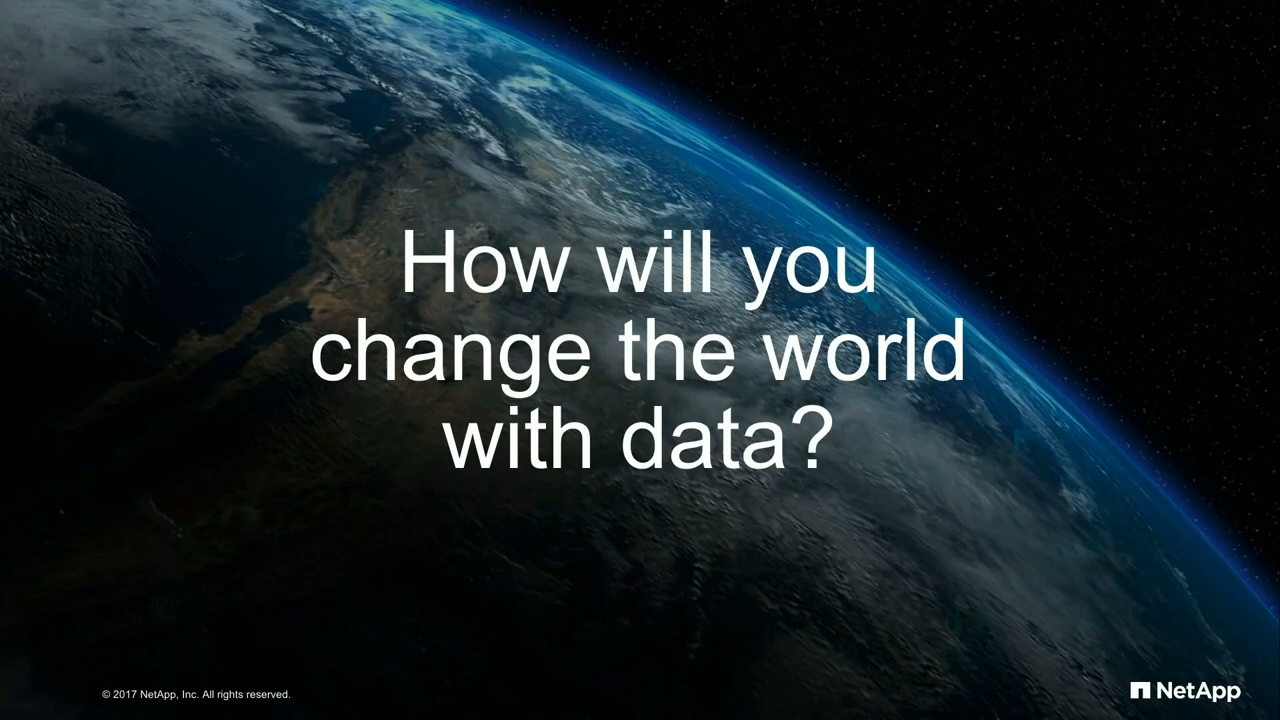 How will you
change the world
with data?
© 2017 NetApp, Inc. All rights reserved.
NetApp